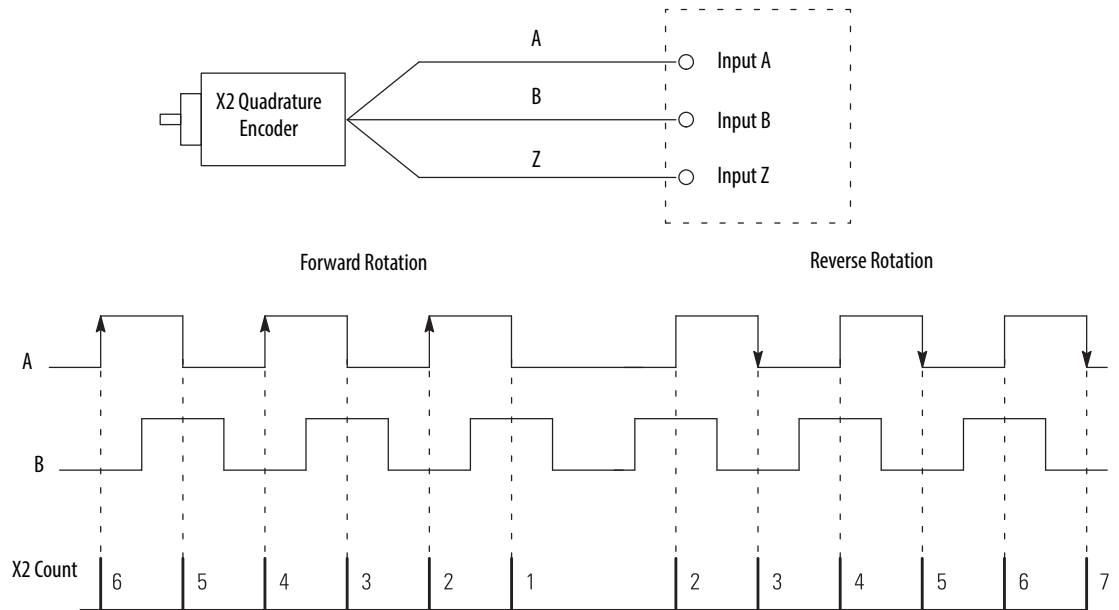 A
Input A
X2 Quadrature
Encoder
B
Input B
Z
Input Z
Forward Rotation
Reverse Rotation
A
B
X2 Count
6 5 4 3 2 1 2 3 4 5 6 7